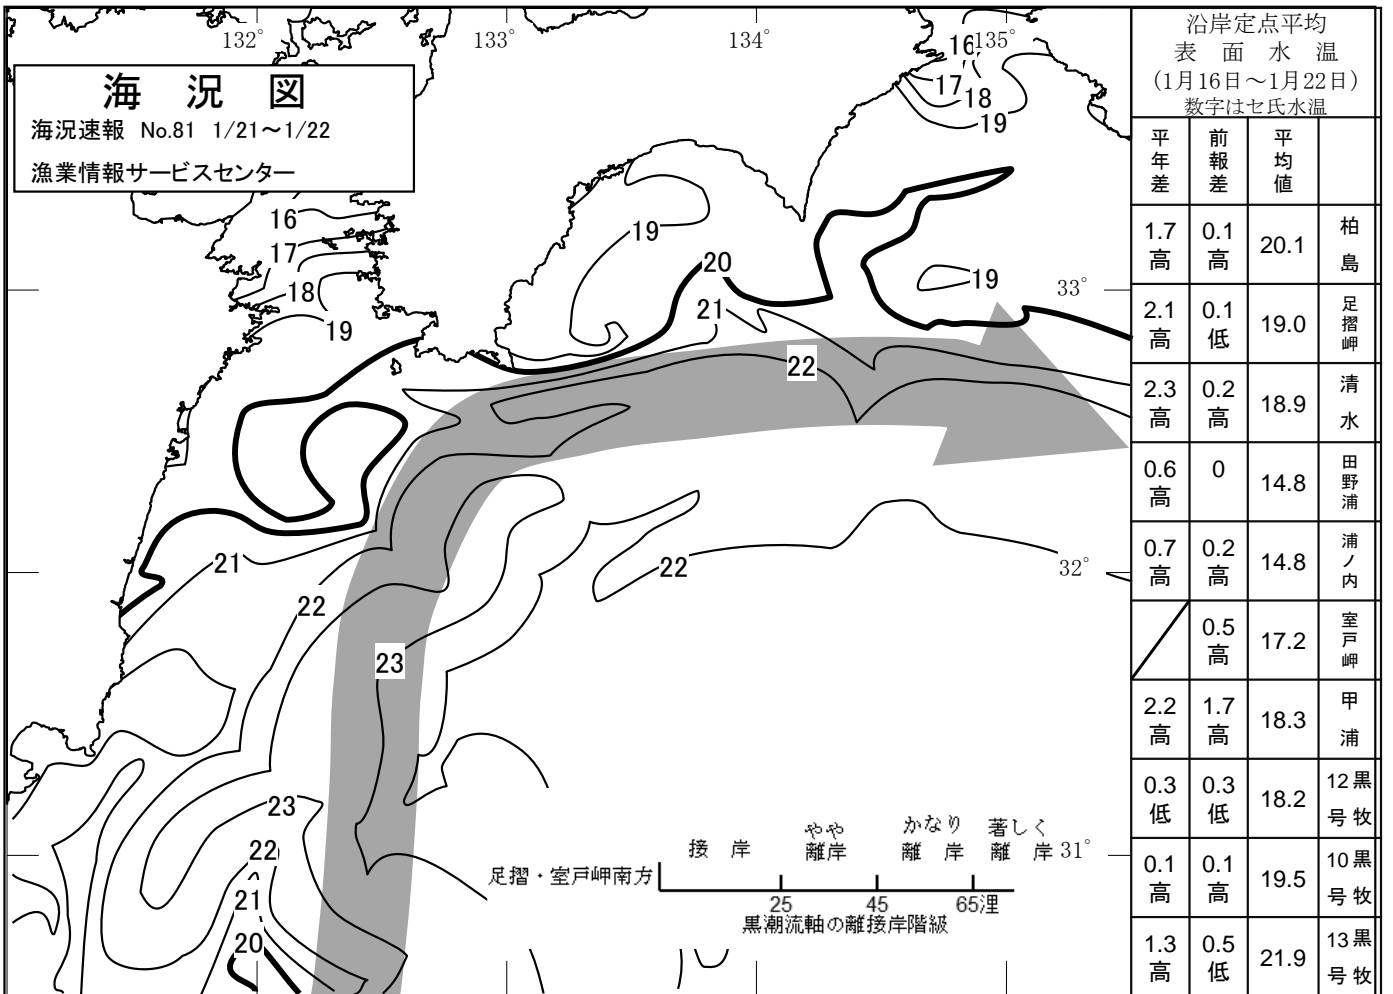 132°
133°
134°
135°
海 況 図
海況速報 No.81 1/21～1/22
漁業情報サービスセンター
16
17
18
19
16
17
18
19
19
20
21
22
19
33°
21
22
23
22
32°
23
22
21
20
接 岸
やや
離岸
かなり
離 岸
著しく
離 岸
31°
足摺・室戸岬南方
25
45
65浬
黒潮流軸の離接岸階級
沿岸定点平均
表 面 水 温
(1月16日～1月22日)
数字はセ氏水温
平年差 前報差 平均値
1.7高 0.1高 20.1 柏島
2.1高 0.1低 19.0 足摺岬
2.3高 0.2高 18.9 清水
0.6高 0 14.8 田野浦
0.7高 0.2高 14.8 浦ノ内
0.5高 17.2 室戸岬
2.2高 1.7高 18.3 甲浦
0.3低 0.3低 18.2 黒牧12号
0.1高 0.1高 19.5 黒牧10号
1.3高 0.5低 21.9 黒牧13号